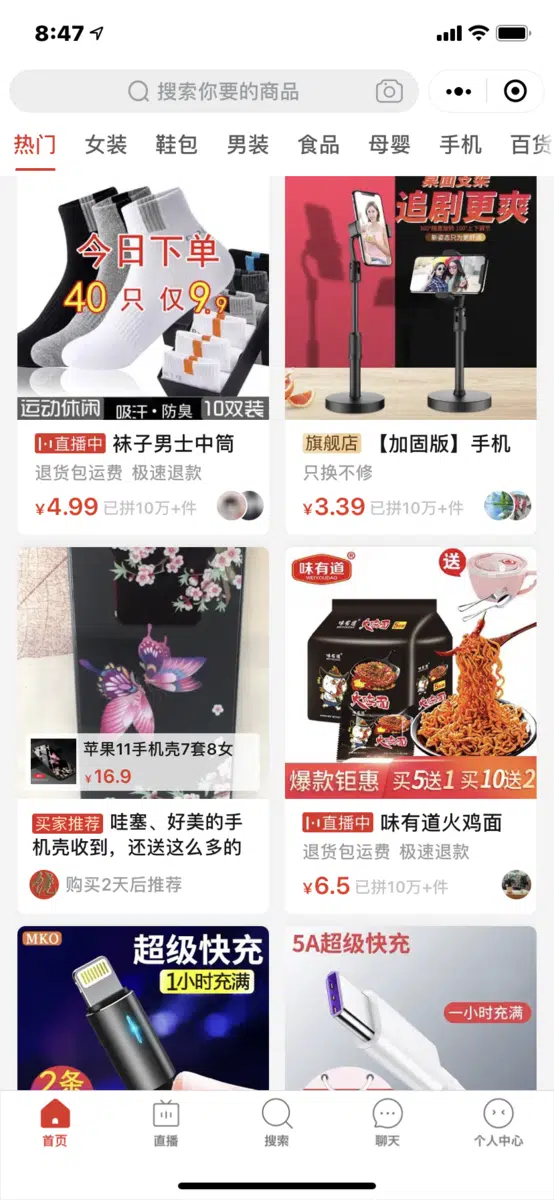 8:47
搜索你要的商品
热门 女装 鞋包 男装 食品 母婴 手机 百货
今日下单
40只 仅9.9
运动休闲 吸汗·防臭 10双装
直播中 袜子男士中筒
退货包运费 极速退款
¥4.99 已拼10万+件
桌面支架
追剧更爽
旗舰店 【加固版】手机
只换不修
¥3.39 已拼10万+件
苹果11手机壳7套8女
¥16.9
买家推荐 哇塞、好美的手
机壳收到，还送这么多的
购买2天后推荐
味有道®
WEIYOUDAO
送
味有道
火鸡面
爆款钜惠 买5送1 买10送2
直播中 味有道火鸡面
退货包运费 极速退款
¥6.5 已拼10万+件
MKO
超级快充
1小时充满
2条
5A超级快充
一小时充满
首页 直播 搜索 聊天 个人中心